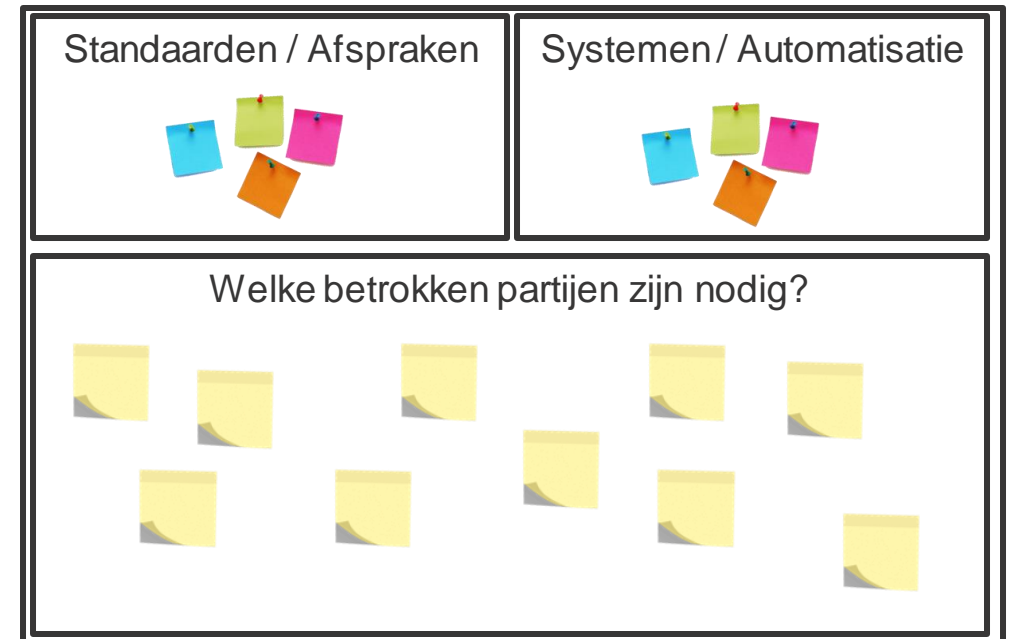 Standaarden / Afspraken
Systemen / Automatisatie
Welke betrokken partijen zijn nodig?